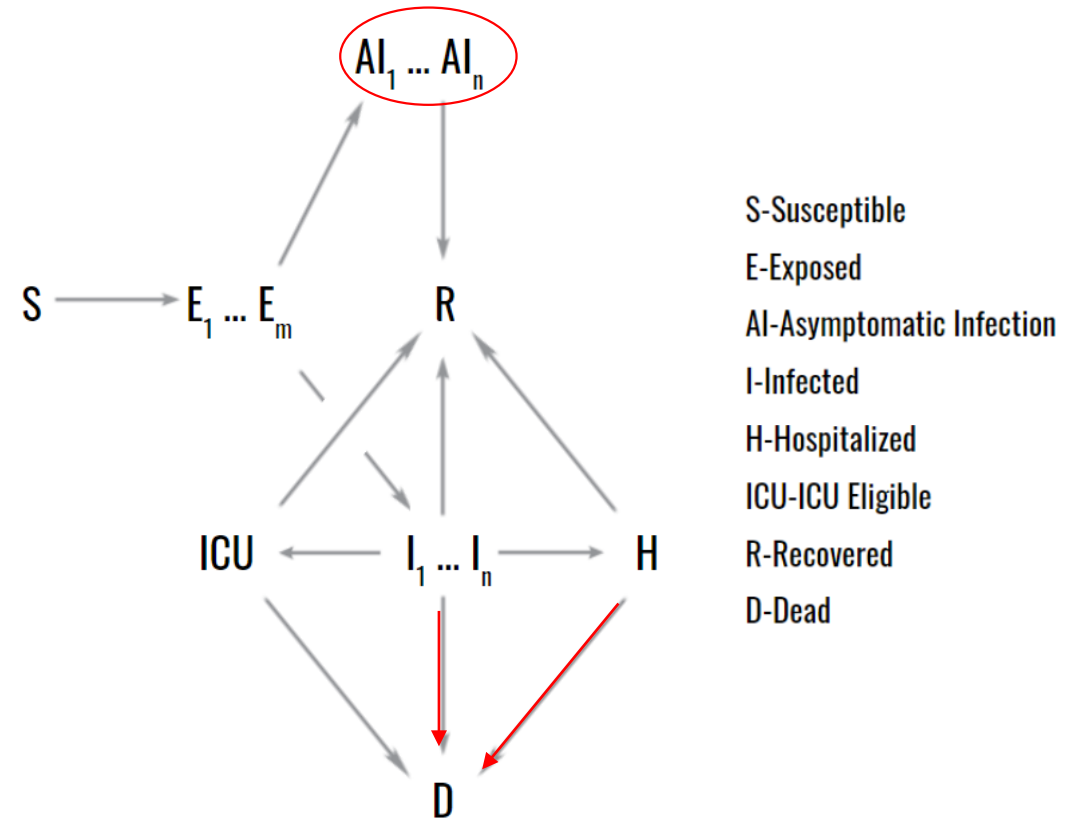 AI1 ... AIn
S
E1 ... Em
R
ICU
I1 ... In
H
D
S-Susceptible
E-Exposed
AI-Asymptomatic Infection
I-Infected
H-Hospitalized
ICU-ICU Eligible
R-Recovered
D-Dead